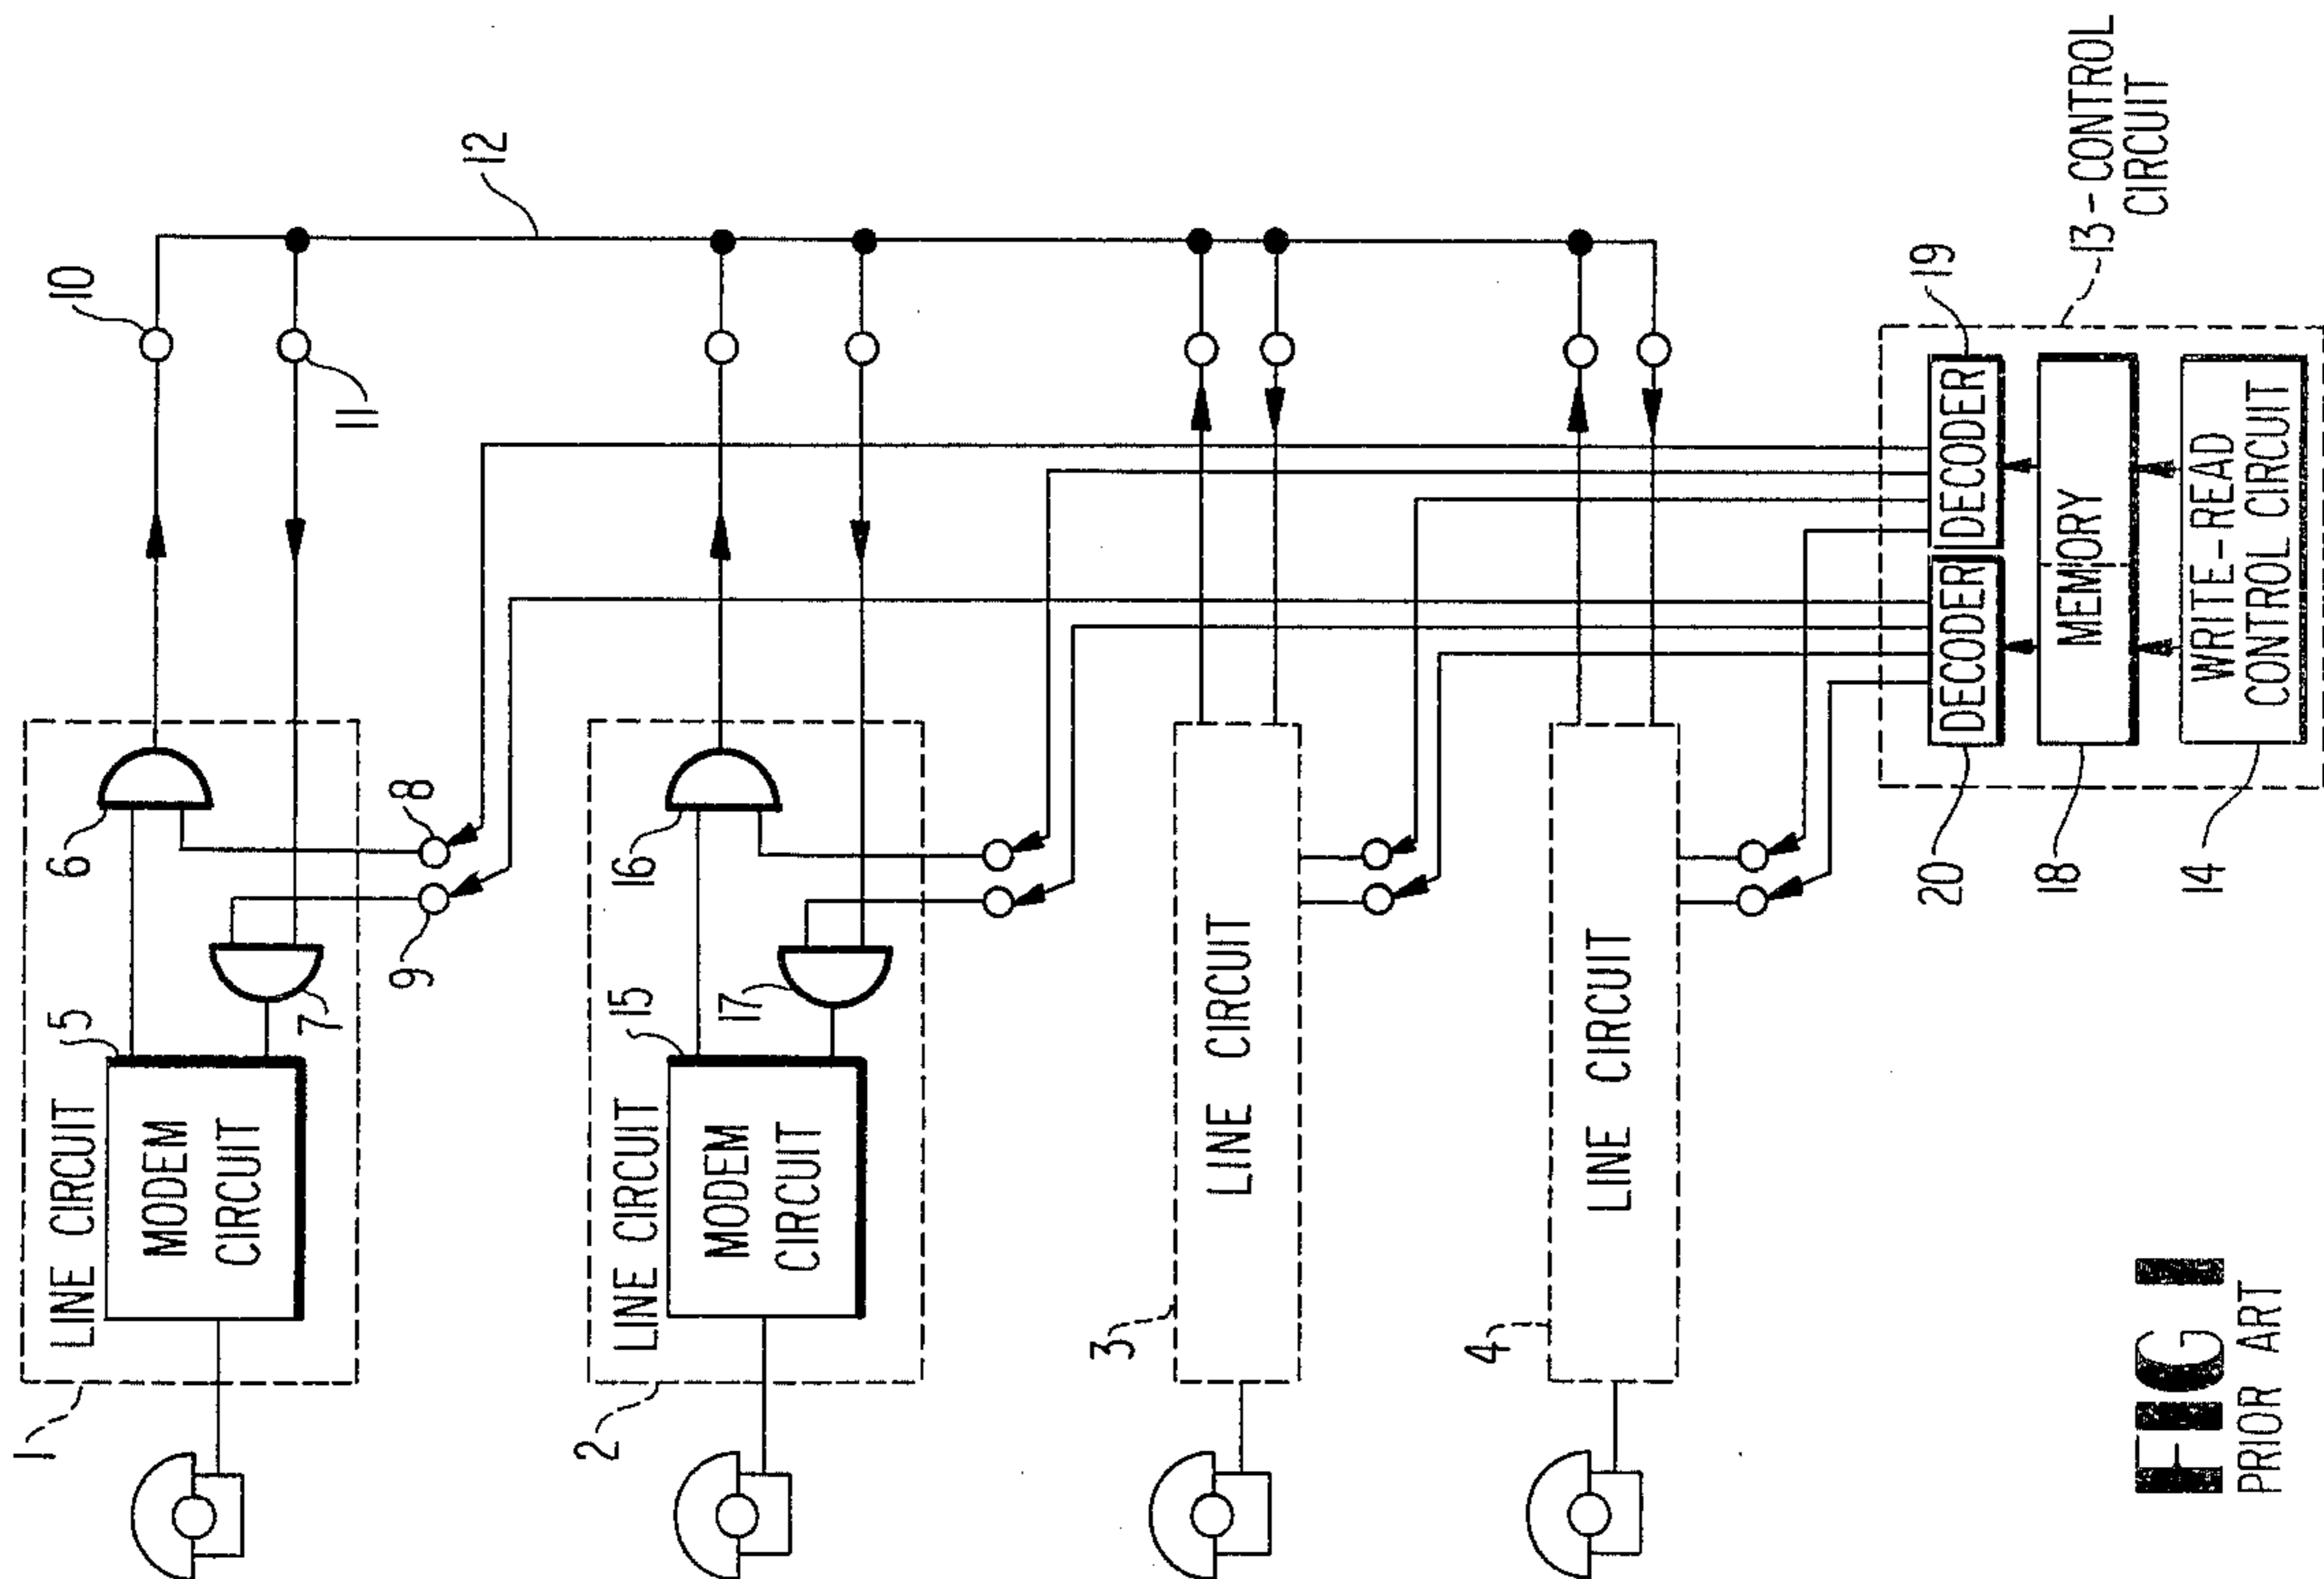 1
LINE CIRCUIT
MODEM
CIRCUIT
5
6
7
8
9
10
11
12
2
LINE CIRCUIT
MODEM
CIRCUIT
15
16
17
3
LINE CIRCUIT
4
LINE CIRCUIT
20
DECODER
DECODER
19
18
MEMORY
14
WRITE-READ
CONTROL CIRCUIT
13-CONTROL
CIRCUIT
FIG 1
PRIOR ART